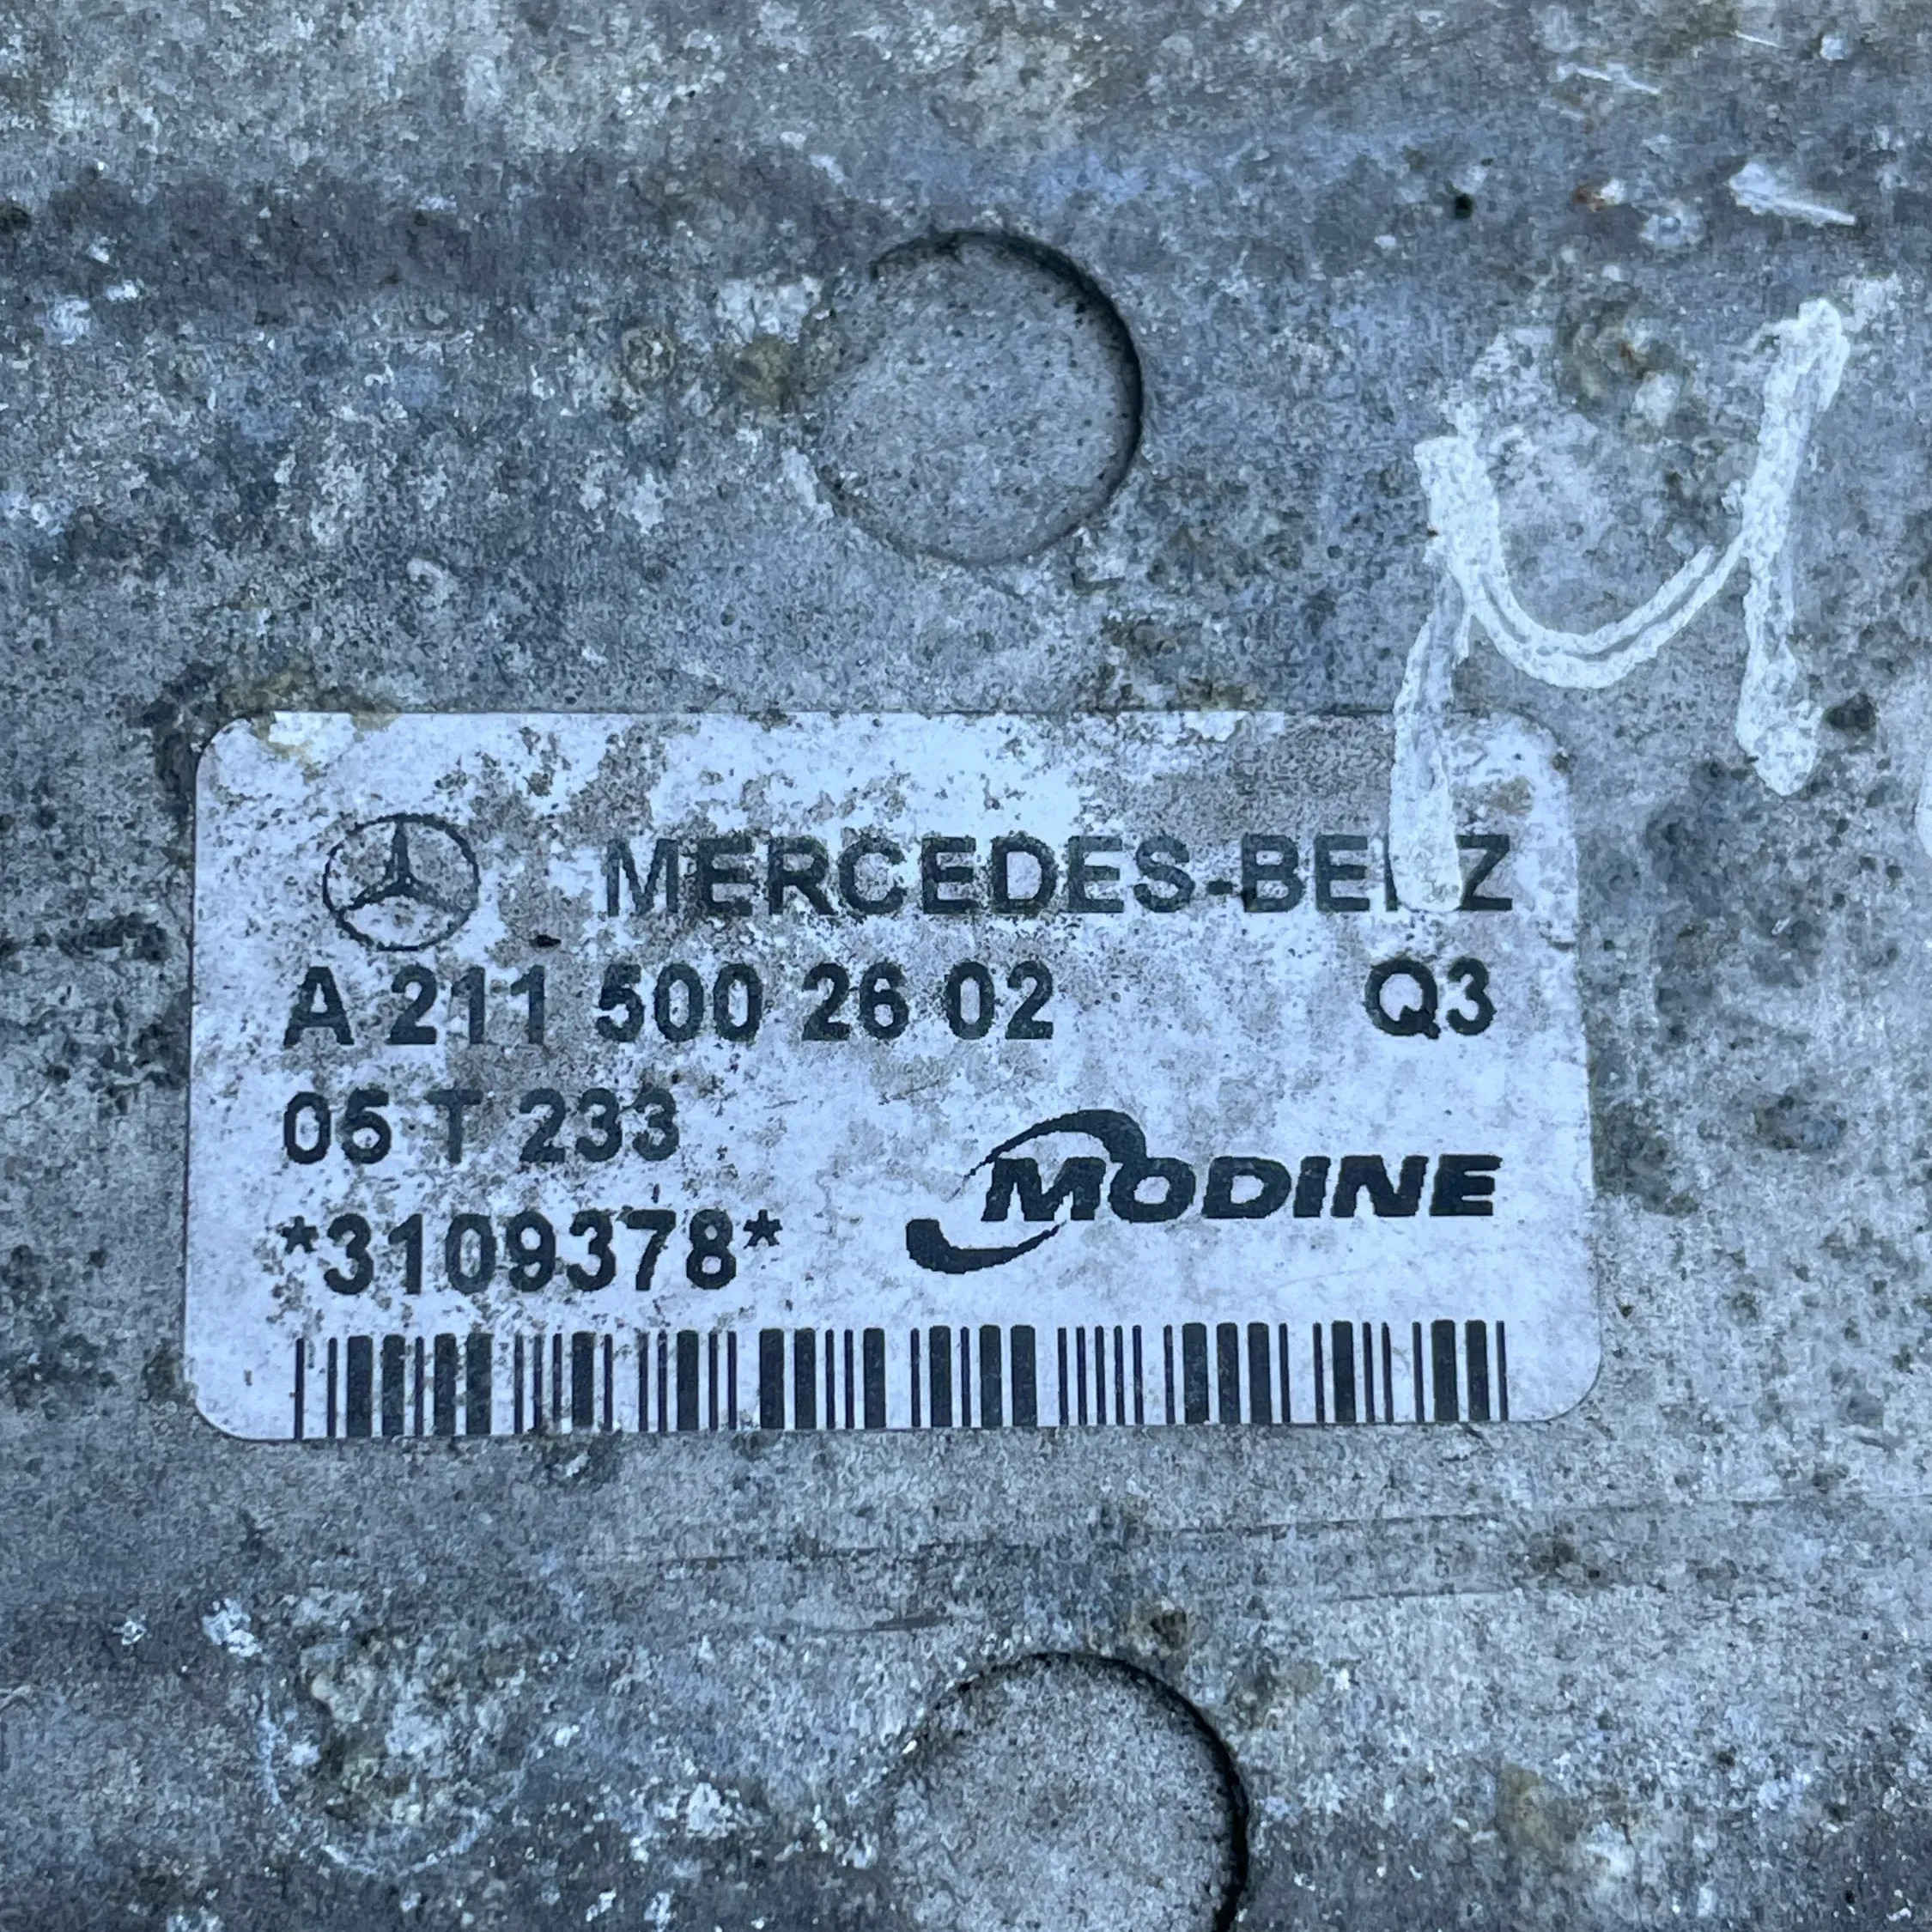 M
MERCEDES-BENZ
A 211 500 26 02 Q3
05 T 233
MODINE
*3109378*